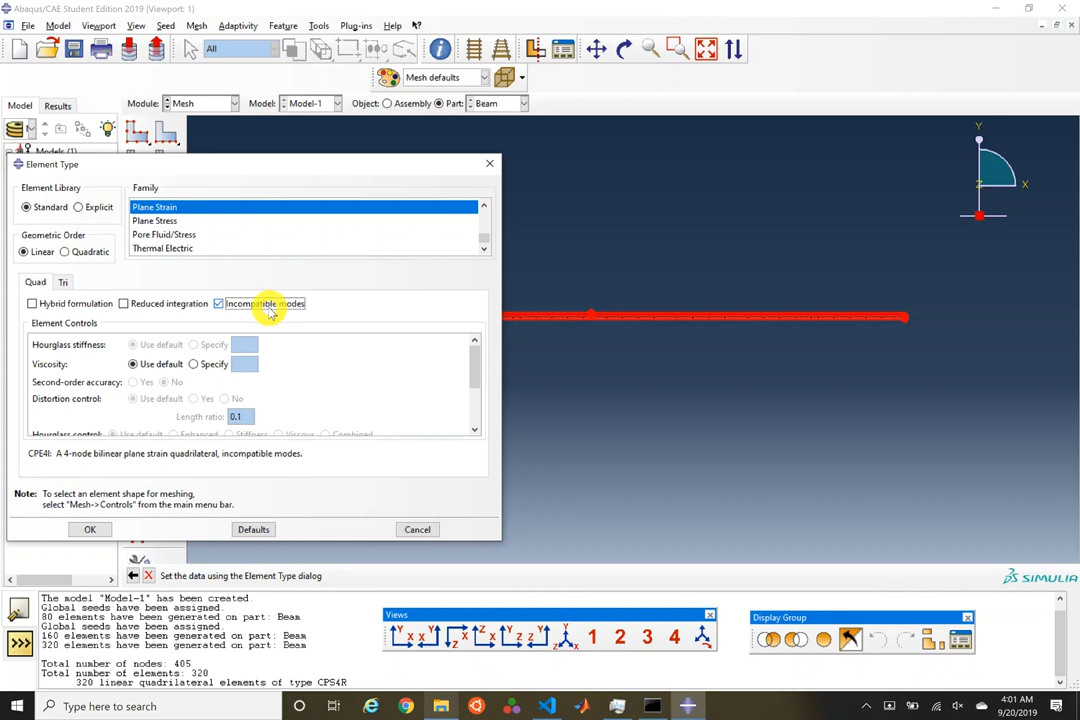 Abaqus/CAE Student Edition 2019 [Viewport: 1]
File Model Viewport View Seed Mesh Adaptivity Feature Tools Plug-ins Help
All
Mesh defaults
Model Results Module: Mesh Model: Model-1 Object: Assembly Part: Beam
Models (1)
Element Type
Element Library Family
Standard Explicit
Plane Strain
Plane Stress
Geometric Order Pore Fluid/Stress
Linear Quadratic Thermal Electric
Quad Tri
Hybrid formulation Reduced integration Incompatible modes
Element Controls
Hourglass stiffness: Use default Specify
Viscosity: Use default Specify
Second-order accuracy: Yes No
Distortion control: Use default Yes No
Length ratio: 0.1
Hourglass control: Use default Enhanced Stiffness Viscous Combined
CPE4I: A 4-node bilinear plane strain quadrilateral, incompatible modes.
Note: To select an element shape for meshing,
select "Mesh->Controls" from the main menu bar.
OK Defaults Cancel
Y
Z X
Set the data using the Element Type dialog
SIMULIA
The model "Model-1" has been created.
Global seeds have been assigned.
80 elements have been generated on part: Beam
Global seeds have been assigned.
160 elements have been generated on part: Beam
320 elements have been generated on part: Beam
Total number of nodes: 405
Total number of elements: 320
320 linear quadrilateral elements of type CPS4R
Views
1 2 3 4
Display Group
Type here to search
4:01 AM
9/20/2019